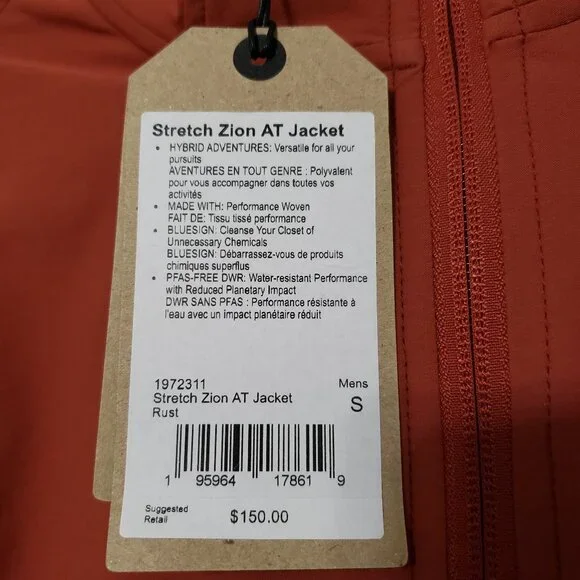 Stretch Zion AT Jacket
• HYBRID ADVENTURES: Versatile for all your
pursuits
AVENTURES EN TOUT GENRE : Polyvalent
pour vous accompagner dans toutes vos
activités
• MADE WITH: Performance Woven
FAIT DE: Tissu tissé performance
• BLUESIGN: Cleanse Your Closet of
Unnecessary Chemicals
BLUESIGN: Débarrassez-vous de produits
chimiques superflus
• PFAS-FREE DWR: Water-resistant Performance
with Reduced Planetary Impact
DWR SANS PFAS : Performance résistante à
l'eau avec un impact planétaire réduit
1972311 Mens
Stretch Zion AT Jacket S
Rust
1 95964 17861 9
Suggested
Retail $150.00